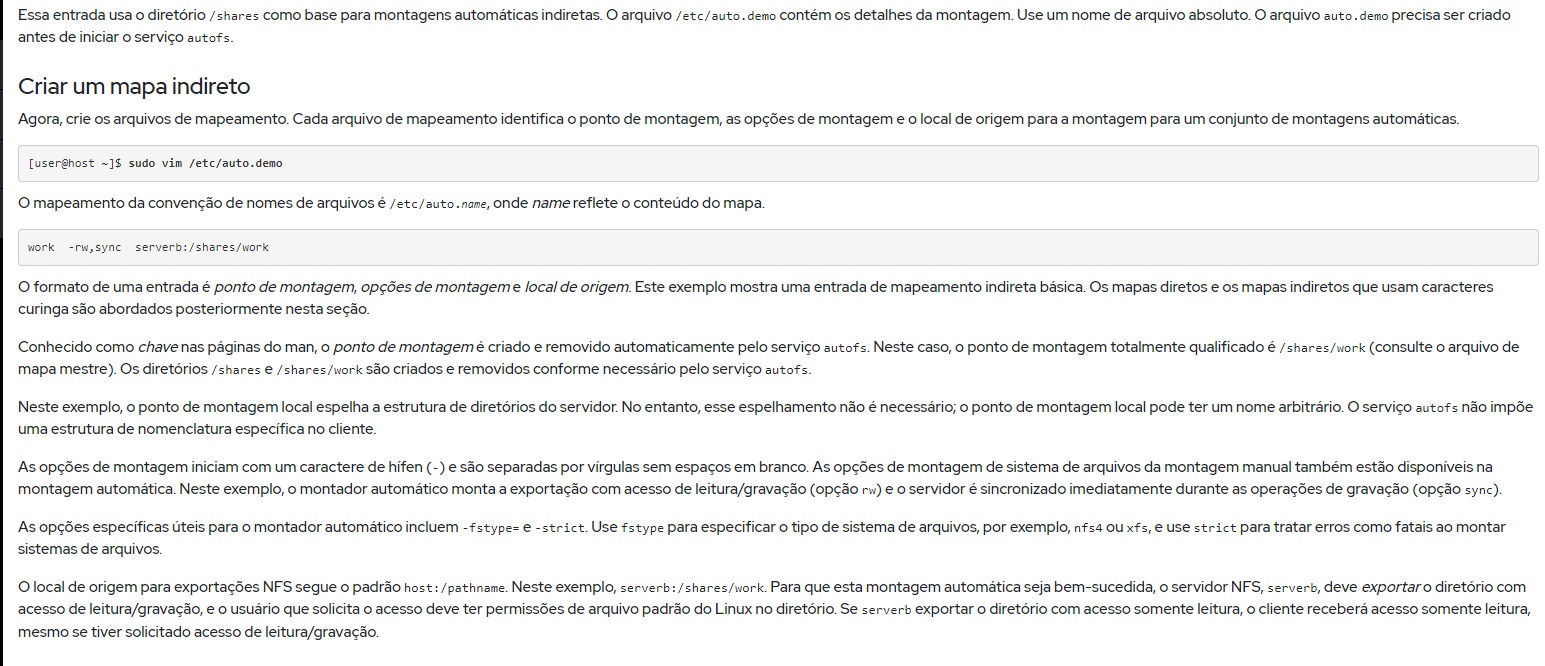 Essa entrada usa o diretório /shares como base para montagens automáticas indiretas. O arquivo /etc/auto.demo contém os detalhes da montagem. Use um nome de arquivo absoluto. O arquivo auto.demo precisa ser criado
antes de iniciar o serviço autofs.
Criar um mapa indireto
Agora, crie os arquivos de mapeamento. Cada arquivo de mapeamento identifica o ponto de montagem, as opções de montagem e o local de origem para a montagem para um conjunto de montagens automáticas.
[user@host ~]$ sudo vim /etc/auto.demo
O mapeamento da convenção de nomes de arquivos é /etc/auto.name, onde name reflete o conteúdo do mapa.
work  -rw,sync  serverb:/shares/work
O formato de uma entrada é ponto de montagem, opções de montagem e local de origem. Este exemplo mostra uma entrada de mapeamento indireta básica. Os mapas diretos e os mapas indiretos que usam caracteres
curinga são abordados posteriormente nesta seção.
Conhecido como chave nas páginas do man, o ponto de montagem é criado e removido automaticamente pelo serviço autofs. Neste caso, o ponto de montagem totalmente qualificado é /shares/work (consulte o arquivo de
mapa mestre). Os diretórios /shares e /shares/work são criados e removidos conforme necessário pelo serviço autofs.
Neste exemplo, o ponto de montagem local espelha a estrutura de diretórios do servidor. No entanto, esse espelhamento não é necessário; o ponto de montagem local pode ter um nome arbitrário. O serviço autofs não impõe
uma estrutura de nomenclatura específica no cliente.
As opções de montagem iniciam com um caractere de hífen (-) e são separadas por vírgulas sem espaços em branco. As opções de montagem de sistema de arquivos da montagem manual também estão disponíveis na
montagem automática. Neste exemplo, o montador automático monta a exportação com acesso de leitura/gravação (opção rw) e o servidor é sincronizado imediatamente durante as operações de gravação (opção sync).
As opções específicas úteis para o montador automático incluem -fstype= e -strict. Use fstype para especificar o tipo de sistema de arquivos, por exemplo, nfs4 ou xfs, e use strict para tratar erros como fatais ao montar
sistemas de arquivos.
O local de origem para exportações NFS segue o padrão host:/pathname. Neste exemplo, serverb:/shares/work. Para que esta montagem automática seja bem-sucedida, o servidor NFS, serverb, deve exportar o diretório com
acesso de leitura/gravação, e o usuário que solicita o acesso deve ter permissões de arquivo padrão do Linux no diretório. Se serverb exportar o diretório com acesso somente leitura, o cliente receberá acesso somente leitura,
mesmo se tiver solicitado acesso de leitura/gravação.